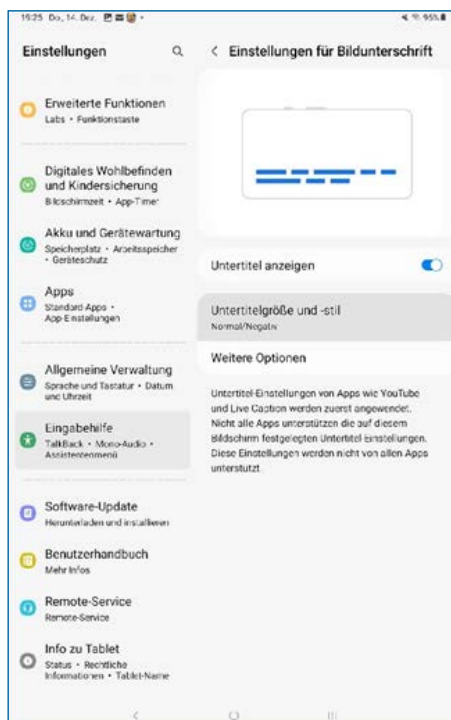 19:25 Do., 14. Dez.
95%
Einstellungen
Erweiterte Funktionen
Labs • Funktionstaste
Digitales Wohlbefinden
und Kindersicherung
Bildschirmzeit • App-Timer
Akku und Gerätewartung
Speicherplatz • Arbeitsspeicher
• Geräteschutz
Apps
Standard-Apps •
App-Einstellungen
Allgemeine Verwaltung
Sprache und Tastatur • Datum
und Uhrzeit
Eingabehilfe
TalkBack • Mono-Audio •
Assistentenmenü
Software-Update
Herunterladen und installieren
Benutzerhandbuch
Mehr Infos
Remote-Service
Remote-Service
Info zu Tablet
Status • Rechtliche
Informationen • Tablet-Name
Einstellungen für Bildunterschrift
Untertitel anzeigen
Untertitelgröße und -stil
Normal/Negativ
Weitere Optionen
Untertitel-Einstellungen von Apps wie YouTube
und Live Caption werden zuerst angewendet.
Nicht alle Apps unterstützen die auf diesem
Bildschirm festgelegten Untertitel-Einstellungen.
Diese Einstellungen werden nicht von allen Apps
unterstützt